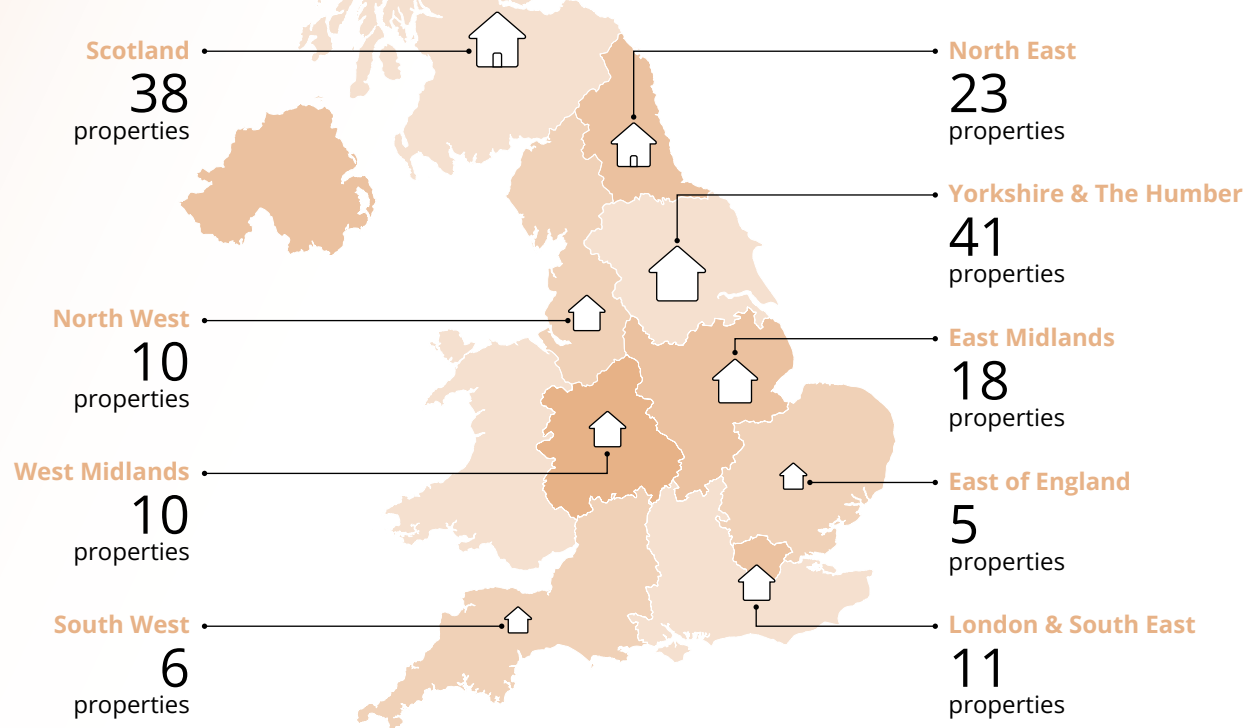 Scotland
38
properties
North West
10
properties
West Midlands
10
properties
South West
6
properties
North East
23
properties
Yorkshire & The Humber
41
properties
East Midlands
18
properties
East of England
5
properties
London & South East
11
properties